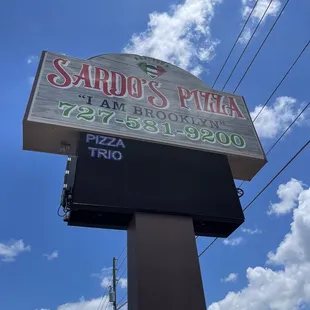 SARDO'S PIZZA
"I AM BROOKLYN"
727-581-9200
PIZZA
TRIO